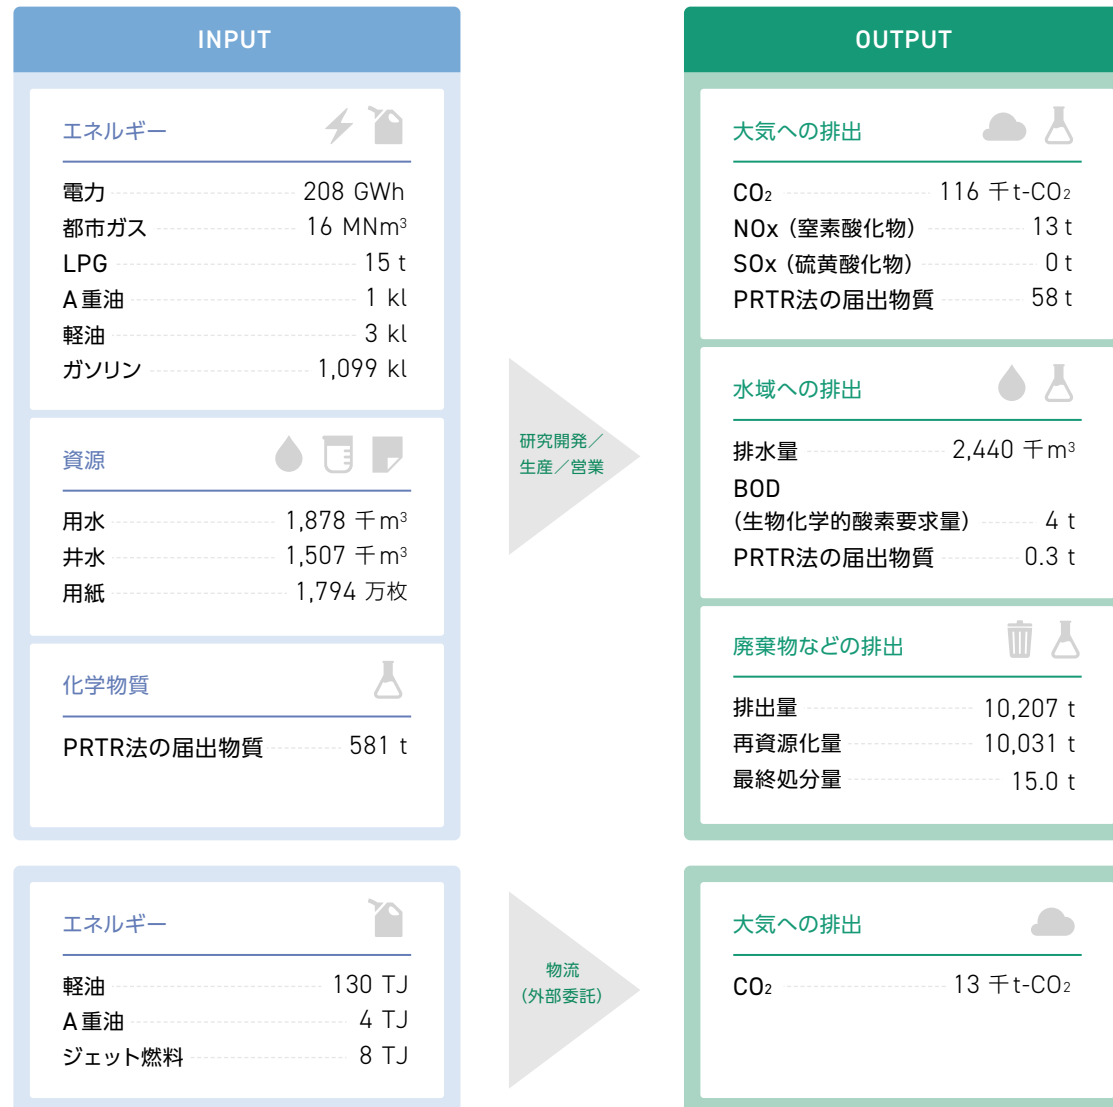 INPUT
エネルギー
電力 208 GWh
都市ガス 16 MNm³
LPG 15 t
A重油 1 kl
軽油 3 kl
ガソリン 1,099 kl
資源
用水 1,878 千m³
井水 1,507 千m³
用紙 1,794 万枚
化学物質
PRTR法の届出物質 581 t
研究開発／
生産／営業
OUTPUT
大気への排出
CO₂ 116 千t-CO₂
NOx（窒素酸化物） 13 t
SOx（硫黄酸化物） 0 t
PRTR法の届出物質 58 t
水域への排出
排水量 2,440 千m³
BOD
（生物化学的酸素要求量） 4 t
PRTR法の届出物質 0.3 t
廃棄物などの排出
排出量 10,207 t
再資源化量 10,031 t
最終処分量 15.0 t
エネルギー
軽油 130 TJ
A重油 4 TJ
ジェット燃料 8 TJ
物流
（外部委託）
大気への排出
CO₂ 13 千t-CO₂